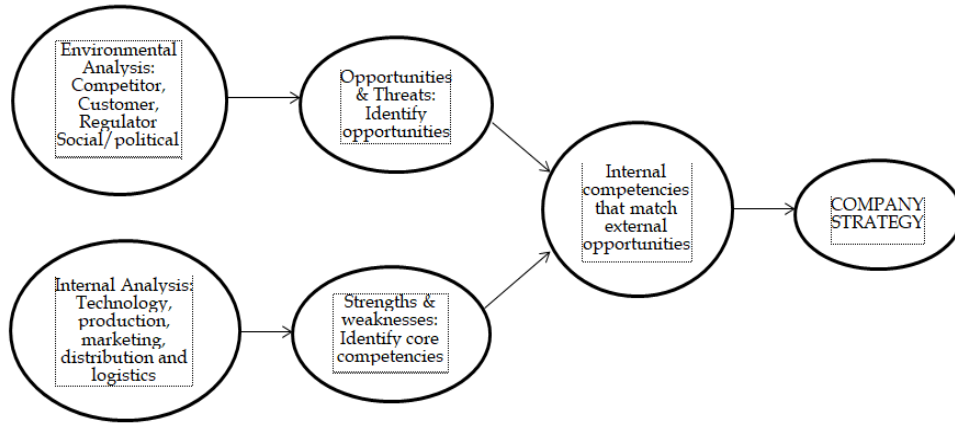 Environmental
Analysis:
Competitor,
Customer,
Regulator
Social/political
Opportunities
& Threats:
Identify
opportunities
Internal
competencies
that match
external
opportunities
COMPANY
STRATEGY
Internal Analysis:
Technology,
production,
marketing,
distribution and
logistics
Strengths &
weaknesses:
Identify core
competencies